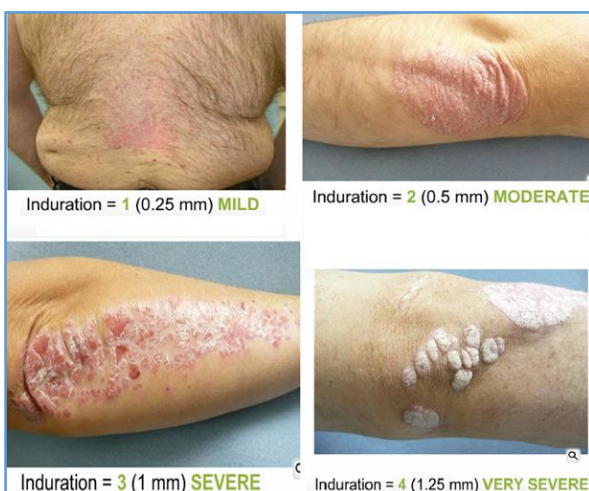 Induration = 1 (0.25 mm) MILD
Induration = 2 (0.5 mm) MODERATE
Induration = 3 (1 mm) SEVERE
Induration = 4 (1.25 mm) VERY SEVERE